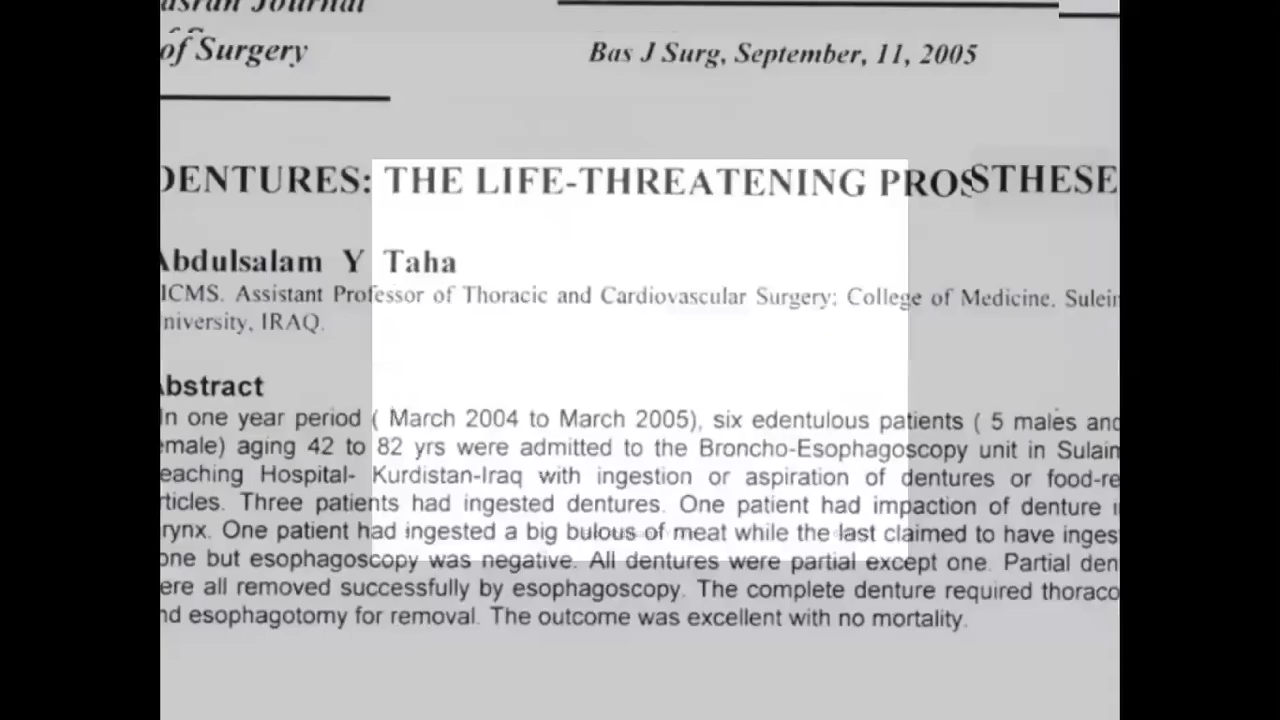 asrah Journal
of Surgery
Bas J Surg, September, 11, 2005
DENTURES: THE LIFE-THREATENING PROSSTHESE
Abdulsalam Y Taha
ICMS. Assistant Professor of Thoracic and Cardiovascular Surgery; College of Medicine. Sulein
niversity, IRAQ.
Abstract
In one year period ( March 2004 to March 2005), six edentulous patients ( 5 males and
emale) aging 42 to 82 yrs were admitted to the Broncho-Esophagoscopy unit in Sulaim
eaching Hospital- Kurdistan-Iraq with ingestion or aspiration of dentures or food-re
rticles. Three patients had ingested dentures. One patient had impaction of denture i
rynx. One patient had ingested a big bulous of meat while the last claimed to have inges
one but esophagoscopy was negative. All dentures were partial except one. Partial den
ere all removed successfully by esophagoscopy. The complete denture required thoraco
nd esophagotomy for removal. The outcome was excellent with no mortality.